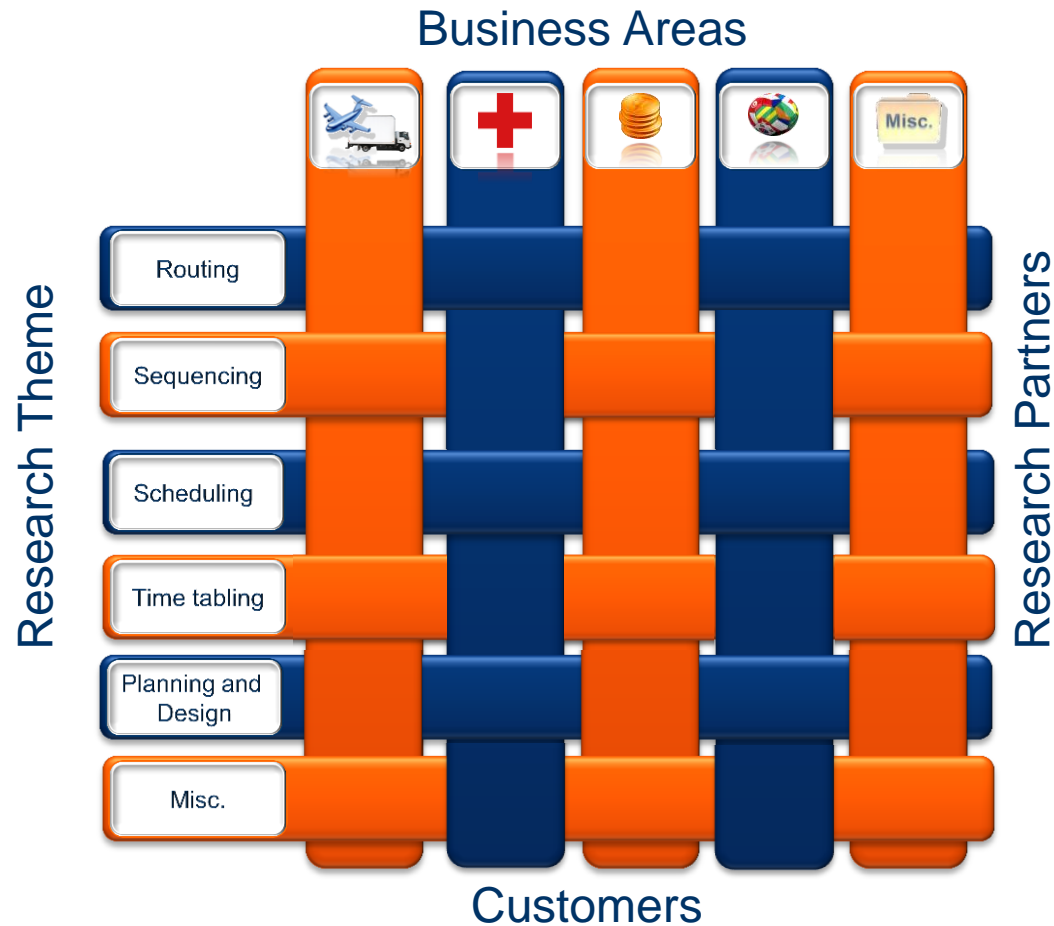 Business Areas
Misc.
Research Theme
Routing
Sequencing
Scheduling
Time tabling
Planning and
Design
Misc.
Research Partners
Customers